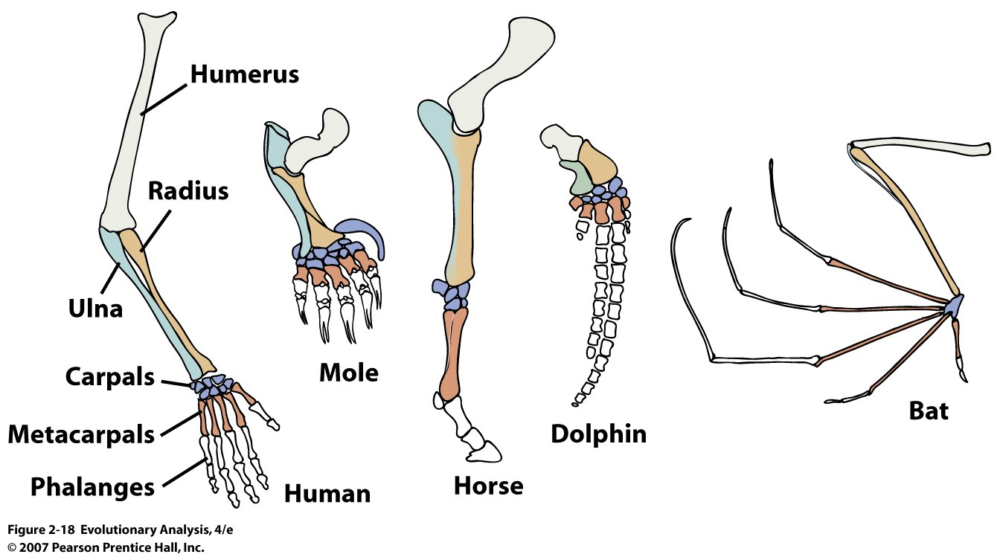 Humerus
Radius
Ulna
Carpals
Metacarpals
Phalanges
Human
Mole
Horse
Dolphin
Bat
Figure 2-18 Evolutionary Analysis, 4/e
© 2007 Pearson Prentice Hall, Inc.